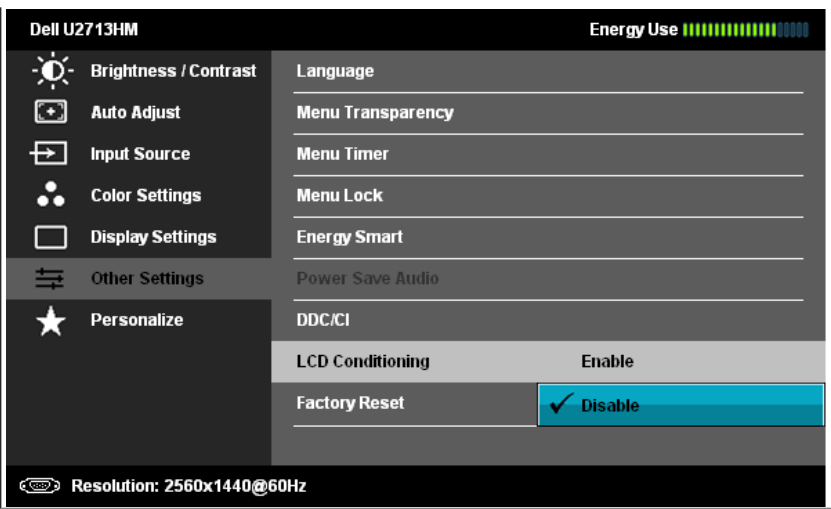 Dell U2713HM
Energy Use
Brightness / Contrast
Auto Adjust
Input Source
Color Settings
Display Settings
Other Settings
Personalize
Language
Menu Transparency
Menu Timer
Menu Lock
Energy Smart
Power Save Audio
DDC/CI
LCD Conditioning
Enable
Factory Reset
Disable
Resolution: 2560x1440@60Hz